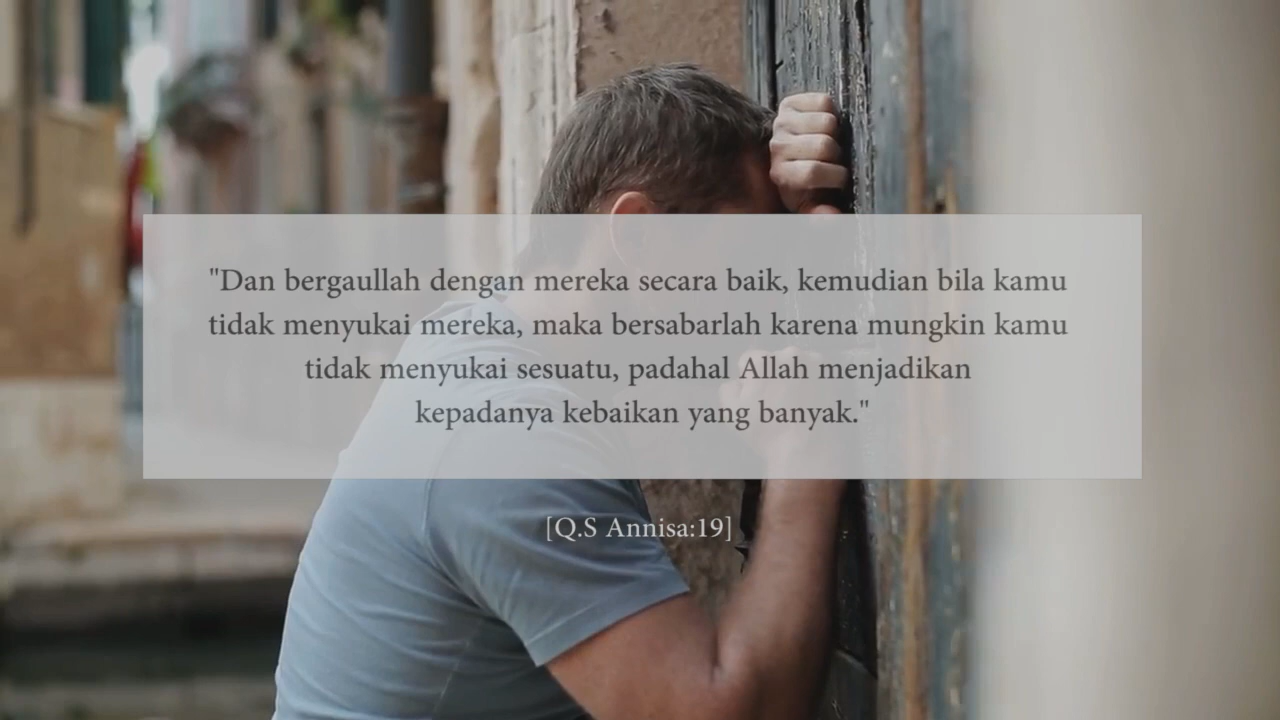 "Dan bergaullah dengan mereka secara baik, kemudian bila kamu
tidak menyukai mereka, maka bersabarlah karena mungkin kamu
tidak menyukai sesuatu, padahal Allah menjadikan
kepadanya kebaikan yang banyak."
[Q.S Annisa:19]